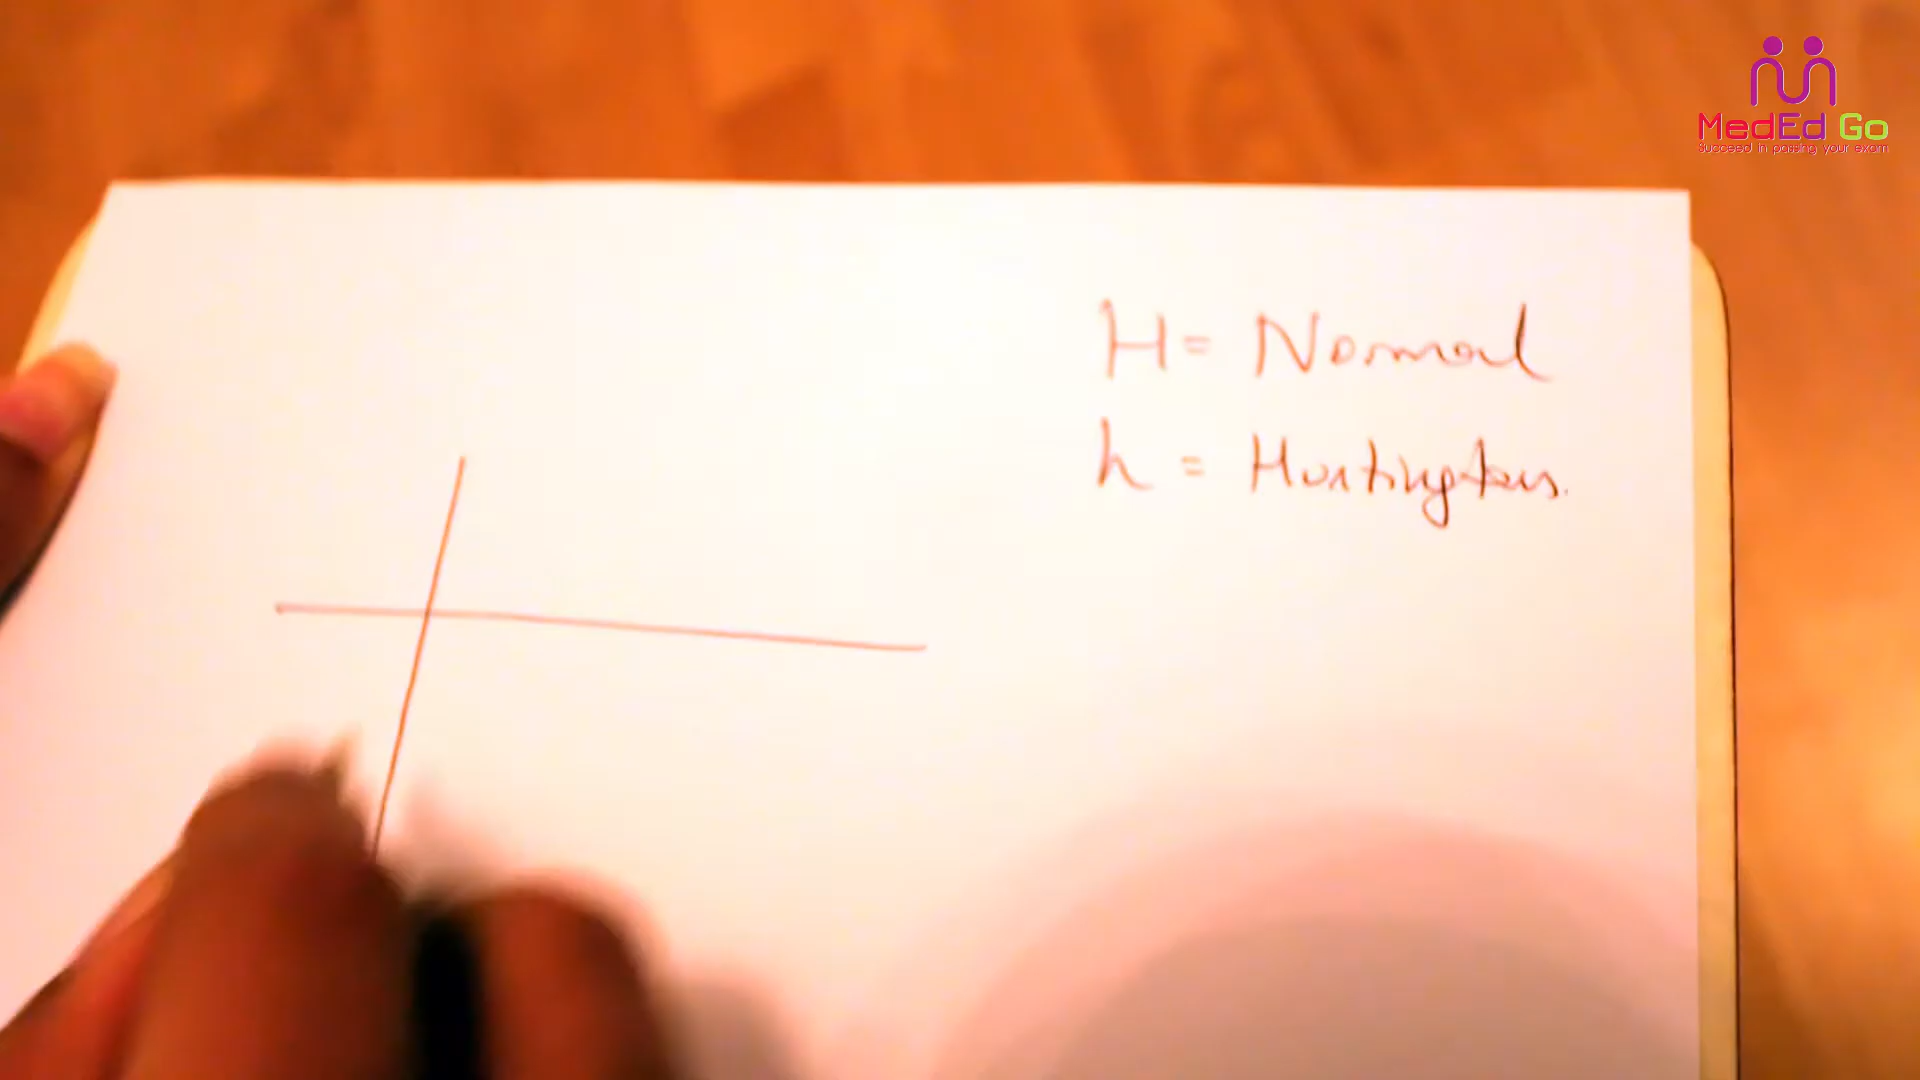 MedEd Go
Succeed in passing your exam
H = Normal
h = Huntingtons.